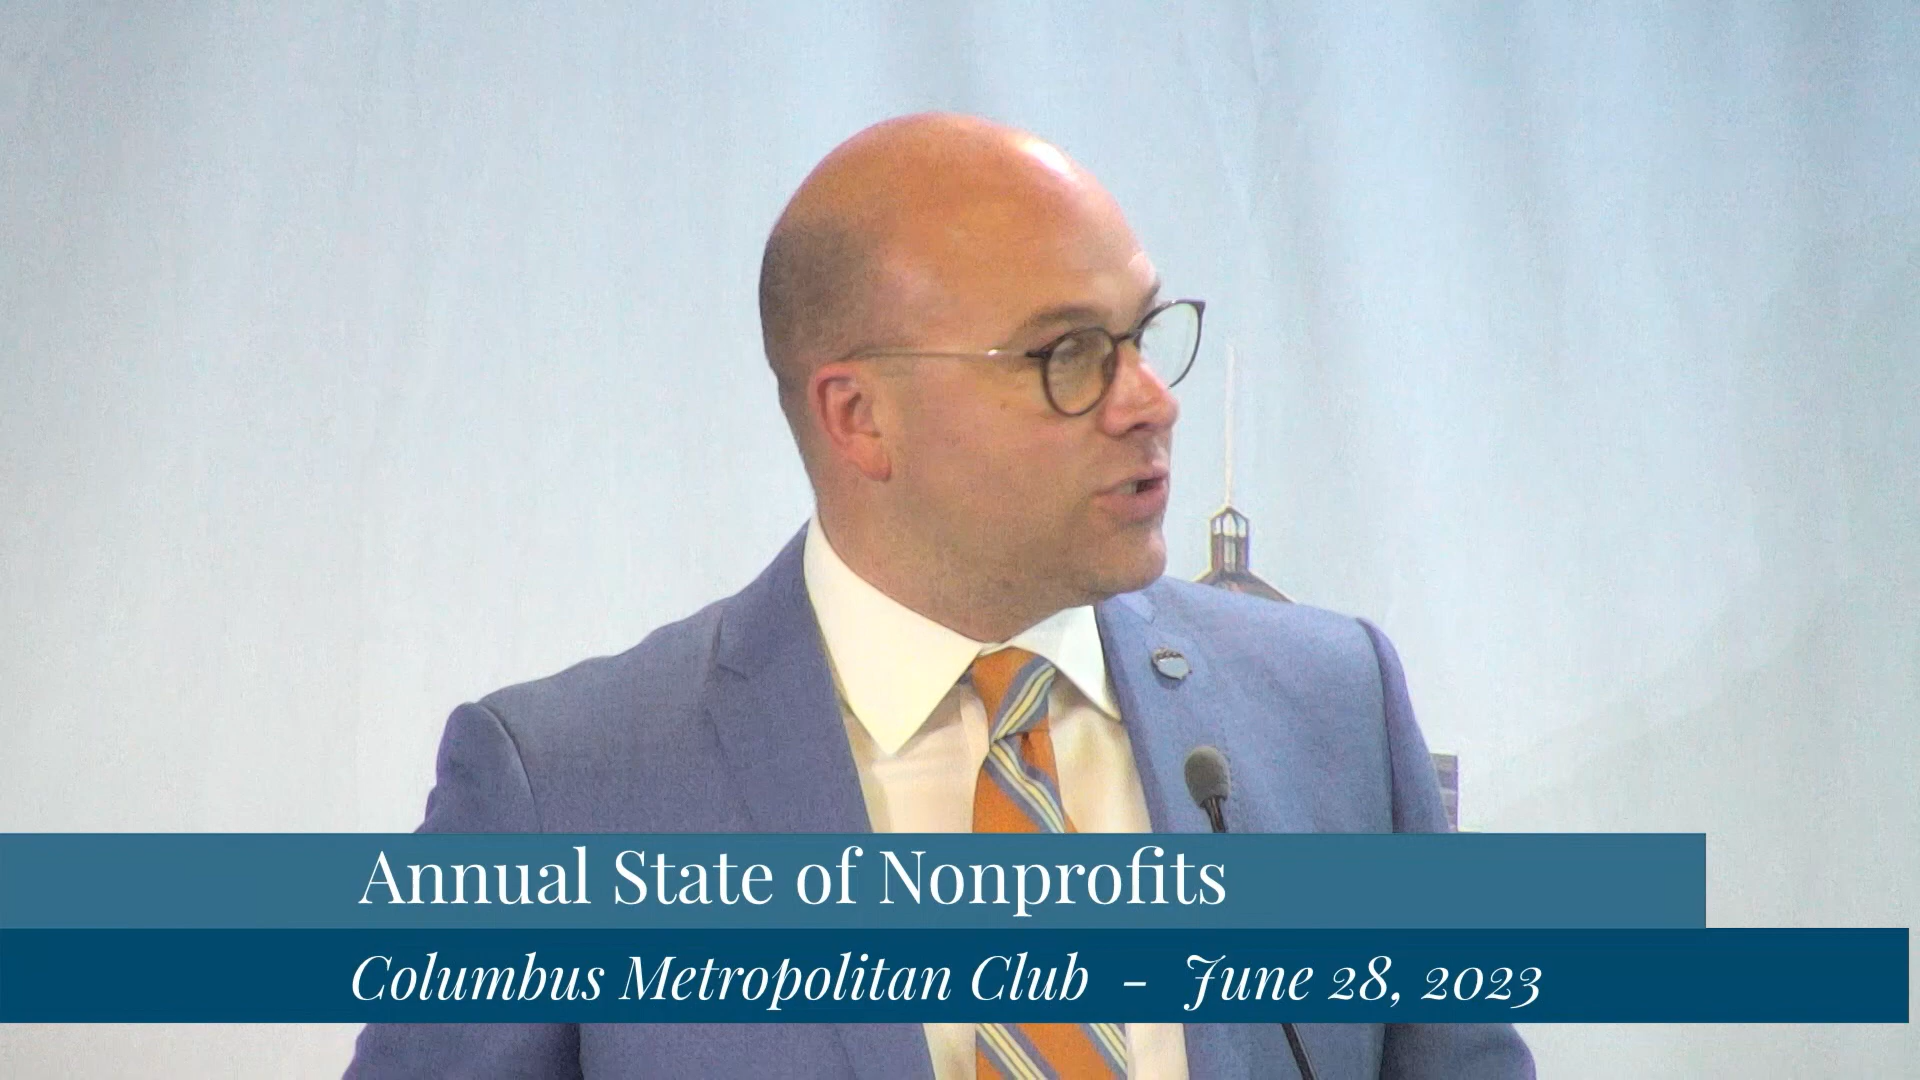 Annual State of Nonprofits
Columbus Metropolitan Club - June 28, 2023